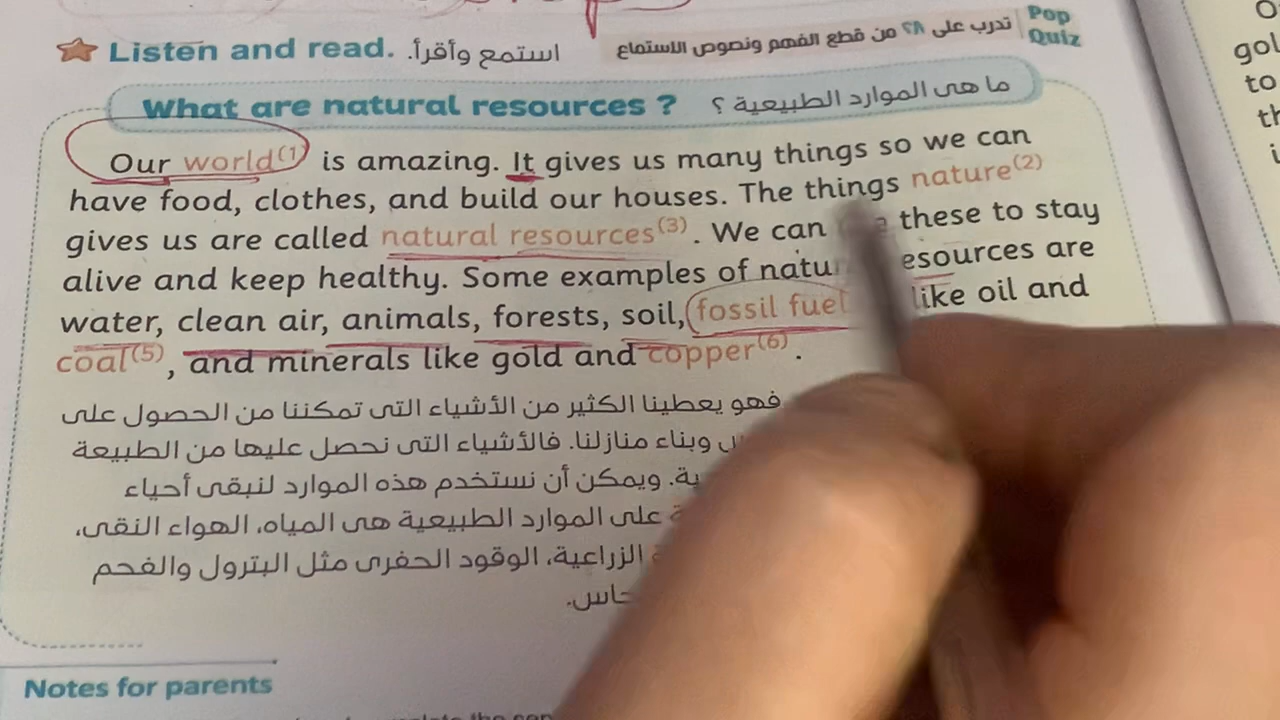 Listen and read. استمع وأقرأ.
تدرب على ٢٨ من قطع الفهم ونصوص الاستماع
Pop
Quiz
What are natural resources ? ما هى الموارد الطبيعية ؟
Our world(1) is amazing. It gives us many things so we can
have food, clothes, and build our houses. The things nature(2)
gives us are called natural resources(3). We can these to stay
alive and keep healthy. Some examples of are
water, clean air, animals, forests, soil, fossil like oil and
coal(5), and minerals like gold and copper(6).
فهو يعطينا الكثير من الأشياء التى تمكننا من الحصول على
وبناء منازلنا. فالأشياء التى نحصل عليها من الطبيعة
ويمكن أن نستخدم هذه الموارد لنبقى أحياء
على الموارد الطبيعية هى المياه، الهواء النقى،
الزراعية، الوقود الحفرى مثل البترول والفحم
Notes for parents
to